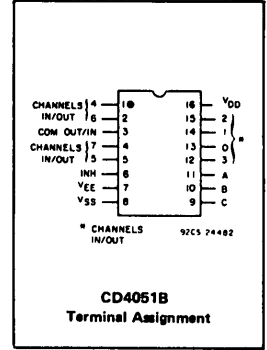 CHANNELS 4 1 16 VDD
IN/OUT 6 2 15 2
COM OUT/IN 3 14 1 *
CHANNELS 7 4 13 0
IN/OUT 5 5 12 3
INH 6 11 A
VEE 7 10 B
VSS 8 9 C
* CHANNELS IN/OUT
92CS 24482
CD4051B
Terminal Assignment